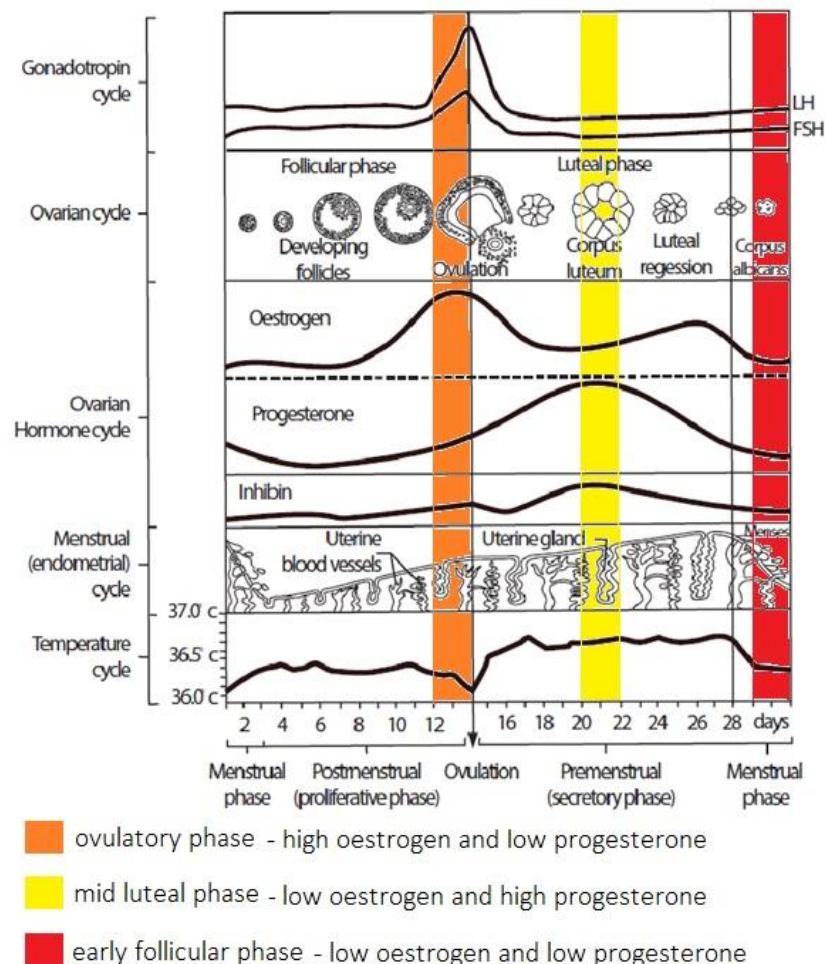 Gonadotropin
cycle
LH
FSH
Follicular phase
Luteal phase
Ovarian cycle
Developing
follicles
Ovulation
Corpus
luteum
Luteal
regression
Corpus
albicans
Oestrogen
Ovarian
Hormone cycle
Progesterone
Inhibin
Menstrual
(endometrial)
cycle
Uterine
blood vessels
Uterine gland
Menses
Temperature
cycle
37.0 c
36.5 c
36.0 c
2 4 6 8 10 12 16 18 20 22 24 26 28 days
Menstrual
phase
Postmenstrual
(proliferative phase)
Ovulation
Premenstrual
(secretory phase)
Menstrual
phase
ovulatory phase - high oestrogen and low progesterone
mid luteal phase - low oestrogen and high progesterone
early follicular phase - low oestrogen and low progesterone